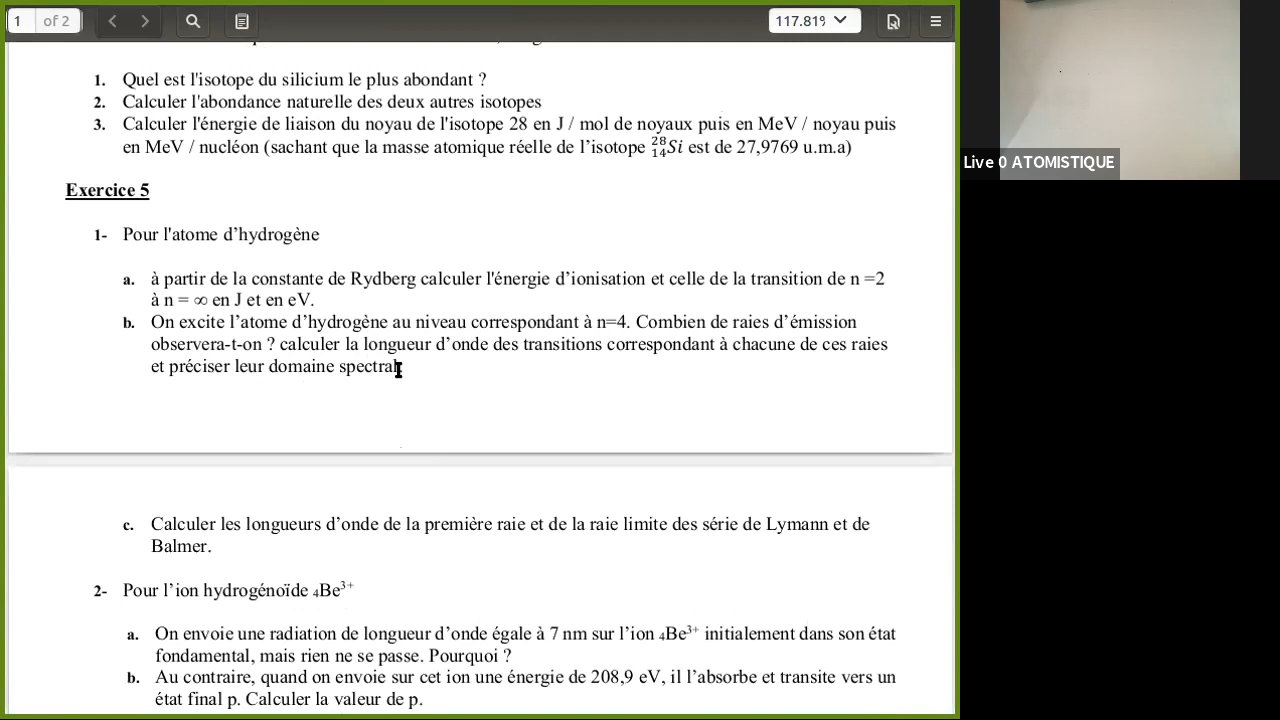 1 of 2
117.81%
1. Quel est l'isotope du silicium le plus abondant ?
2. Calculer l'abondance naturelle des deux autres isotopes
3. Calculer l'énergie de liaison du noyau de l'isotope 28 en J / mol de noyaux puis en MeV / noyau puis
en MeV / nucléon (sachant que la masse atomique réelle de l'isotope ²⁸₁₄Si est de 27,9769 u.m.a)
Exercice 5
1- Pour l'atome d'hydrogène
a. à partir de la constante de Rydberg calculer l'énergie d'ionisation et celle de la transition de n =2
à n = ∞ en J et en eV.
b. On excite l'atome d'hydrogène au niveau correspondant à n=4. Combien de raies d'émission
observera-t-on ? calculer la longueur d'onde des transitions correspondant à chacune de ces raies
et préciser leur domaine spectral.
c. Calculer les longueurs d'onde de la première raie et de la raie limite des série de Lymann et de
Balmer.
2- Pour l'ion hydrogénoïde ₄Be³⁺
a. On envoie une radiation de longueur d'onde égale à 7 nm sur l'ion ₄Be³⁺ initialement dans son état
fondamental, mais rien ne se passe. Pourquoi ?
b. Au contraire, quand on envoie sur cet ion une énergie de 208,9 eV, il l'absorbe et transite vers un
état final p. Calculer la valeur de p.
Live 0 ATOMISTIQUE